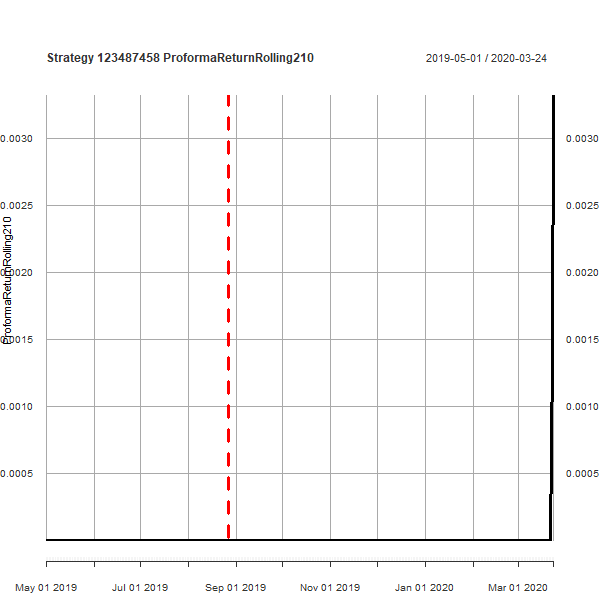 Strategy 123487458 ProformaReturnRolling210
2019-05-01 / 2020-03-24
0.0030
0.0030
0.0025
0.0025
ProformaReturnRolling210
0.0020
0.0020
0.0015
0.0015
0.0010
0.0010
0.0005
0.0005
May 01 2019
Jul 01 2019
Sep 01 2019
Nov 01 2019
Jan 01 2020
Mar 01 2020